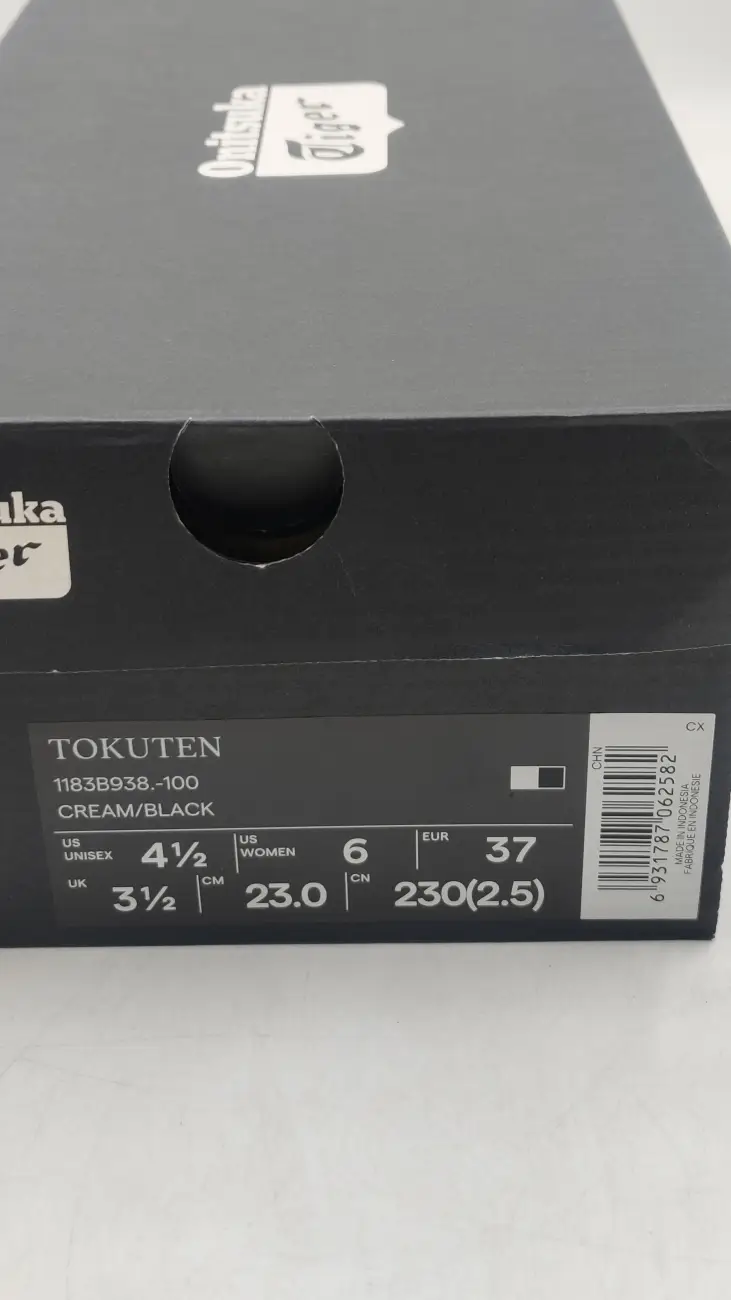 Onitsuka
Tiger
uka
er
TOKUTEN
1183B938.-100
CREAM/BLACK
US UNISEX 4½ US WOMEN 6 EUR 37
UK 3½ CM 23.0 CN 230(2.5)
CX
CHN
6 931787 062582
MADE IN INDONESIA
FABRIQUE EN INDONESIE